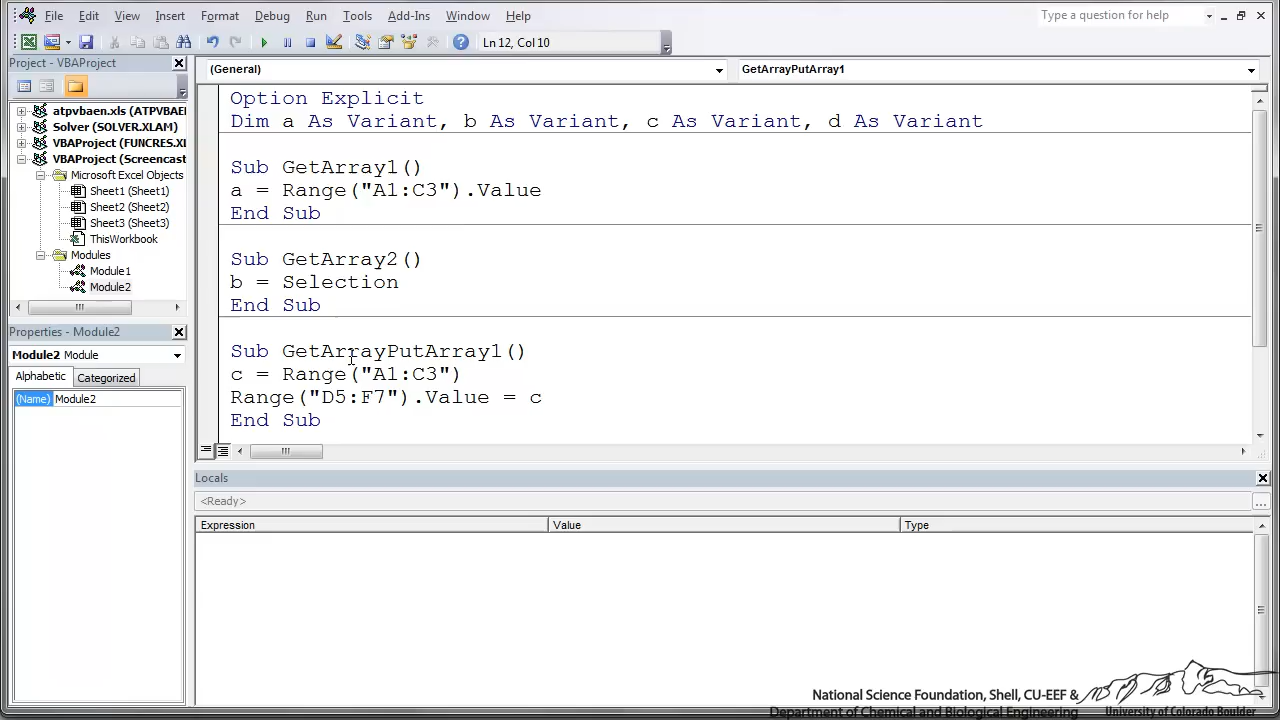 File Edit View Insert Format Debug Run Tools Add-Ins Window Help
Type a question for help
Ln 12, Col 10
Project - VBAProject
(General)
GetArrayPutArray1
atpvbaen.xls (ATPVBAEN
Solver (SOLVER.XLAM)
VBAProject (FUNCRES.XL
VBAProject (Screencast
Microsoft Excel Objects
Sheet1 (Sheet1)
Sheet2 (Sheet2)
Sheet3 (Sheet3)
ThisWorkbook
Modules
Module1
Module2
Option Explicit
Dim a As Variant, b As Variant, c As Variant, d As Variant
Sub GetArray1()
a = Range("A1:C3").Value
End Sub
Sub GetArray2()
b = Selection
End Sub
Sub GetArrayPutArray1()
c = Range("A1:C3")
Range("D5:F7").Value = c
End Sub
Properties - Module2
Module2 Module
Alphabetic Categorized
(Name) Module2
Locals
<Ready>
...
Expression Value Type
National Science Foundation, Shell, CU-EEF &
Department of Chemical and Biological Engineering
University of Colorado Boulder